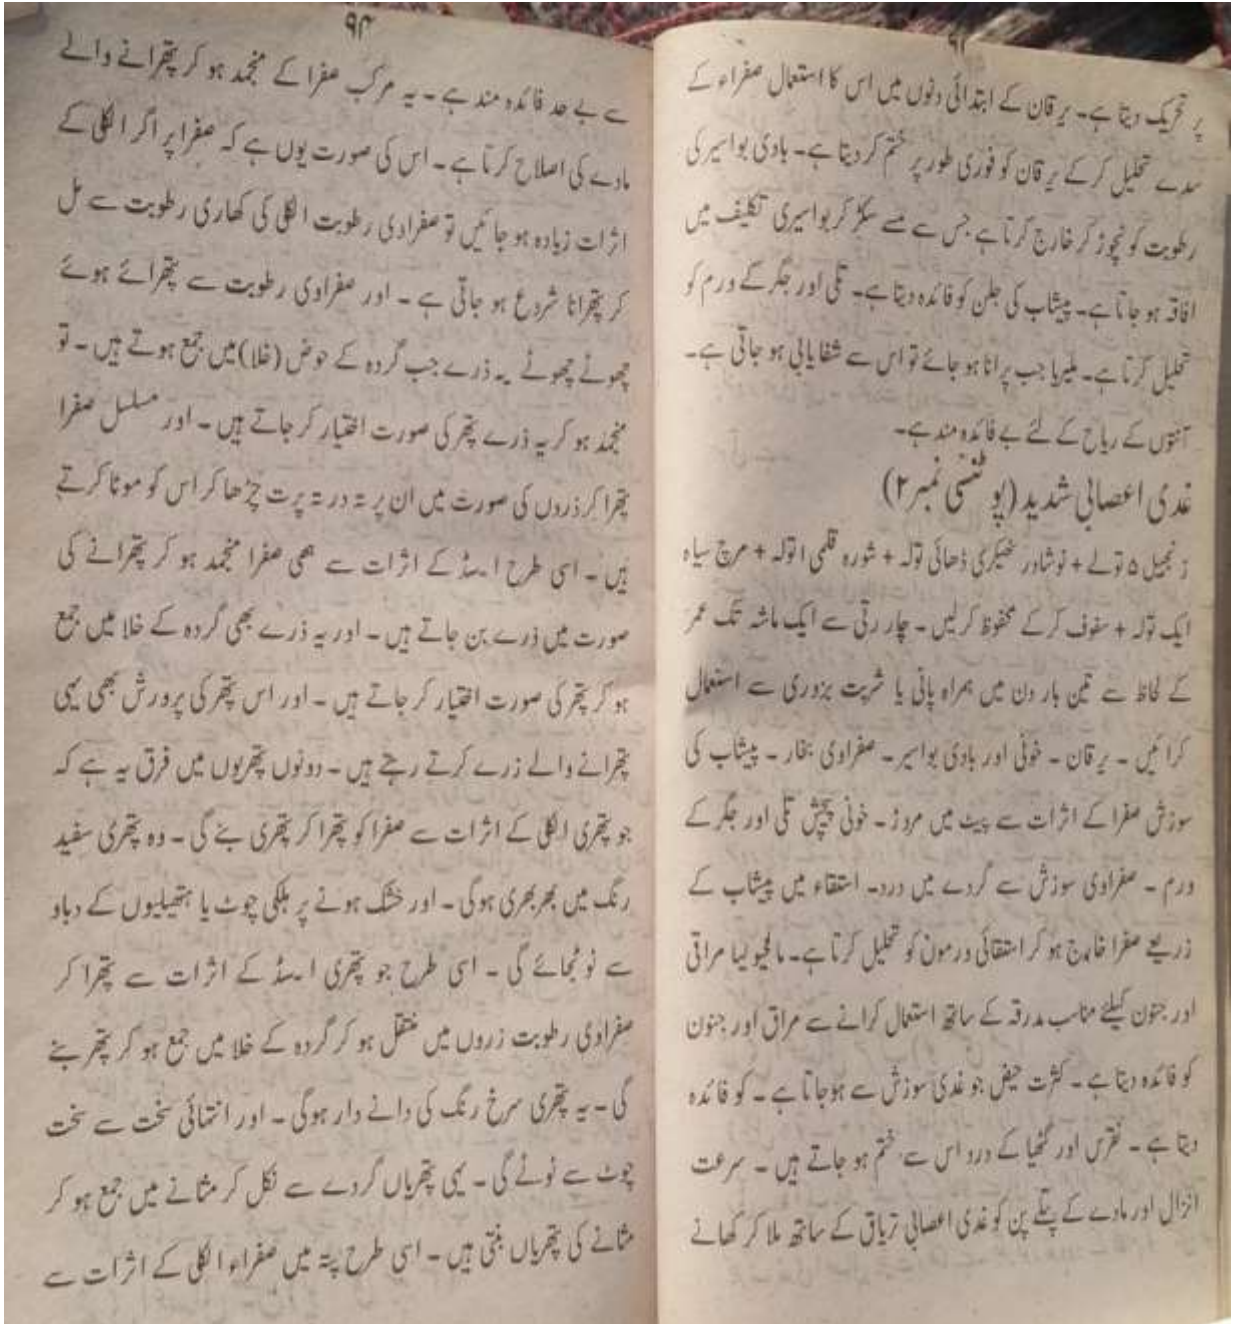 ۹۳
پر تحریک دیتا ہے۔ یرقان کے ابتدائی دنوں میں اس کا استعمال صفراء کے
سدے تحلیل کر کے یرقان کو فوری طور پر ختم کر دیتا ہے۔ بادی بواسیر کی
رطوبت کو نچوڑ کر خارج کرتا ہے جس سے مسے سکڑ کر بواسیری تکلیف میں
افاقہ ہو جاتا ہے۔ پیشاب کی جلن کو فائدہ دیتا ہے۔ تلی اور جگر کے ورم کو
تحلیل کرتا ہے۔ ملیریا جب پرانا ہو جائے تو اس سے شفایابی ہو جاتی ہے۔
آنتوں کے ریاح کے لئے بے فائدہ مند ہے۔
غدی اعصابی شدید (پوٹینسی نمبر ۲)
زنجبیل ۵ تولے + نوشادر ٹھیکری ڈھائی تولہ + شورہ قلمی ا تولہ + مرچ سیاہ
ایک تولہ + سفوف کر کے محفوظ کر لیں۔ چار رتی سے ایک ماشہ تک عمر
کے لحاظ سے تین بار دن میں ہمراہ پانی یا شربت بزوری سے استعمال
کرائیں ۔ یرقان ۔ خونی اور بادی بواسیر ۔ صفراوی بخار ۔ پیشاب کی
سوزش صفرا کے اثرات سے پیٹ میں مروڑ۔ خونی پیچش تلی اور جگر کے
ورم ۔ صفراوی سوزش سے گردے میں درد۔ استقاء میں پیشاب کے
ذریعے صفرا خارج ہو کر استقائی ورموں کو تحلیل کرتا ہے۔ مالیخولیا مراقی
اور جنون کیلئے مناسب بدرقہ کے ساتھ استعمال کرانے سے مراق اور جنون
کو فائدہ دیتا ہے ۔ کثرت حیض جو غدی سوزش سے ہو جاتا ہے ۔ کو فائدہ
دیتا ہے ۔ نقرس اور گنٹھیا کے درد اس سے ختم ہو جاتے ہیں ۔ سرعت
انزال اور مادے کے پتلے پن کو غدی اعصابی تریاق کے ساتھ ملا کر کھانے
۹۴
سے بے حد فائدہ مند ہے ۔ یہ مرکب صفرا کے منجمد ہو کر پتھرانے والے
مادے کی اصلاح کرتا ہے ۔ اس کی صورت یوں ہے کہ صفرا پر اگر الکلی کے
اثرات زیادہ ہو جائیں تو صفراوی رطوبت الکلی کی کھاری رطوبت سے مل
کر پتھرانا شروع ہو جاتی ہے ۔ اور صفراوی رطوبت سے پتھرائے ہوئے
چھوٹے چھوٹے یہ ذرے جب گردہ کے حوض (خلا) میں جمع ہوتے ہیں ۔ تو
منجمد ہو کر یہ ذرے پتھر کی صورت اختیار کر جاتے ہیں ۔ اور مسلسل صفرا
پتھرا کر ذروں کی صورت میں ان پر تہ در تہ پرت چڑھا کر اس کو موٹا کرتے
ہیں ۔ اسی طرح ایسڈ کے اثرات سے بھی صفرا منجمد ہو کر پتھرانے کی
صورت میں ذرے بن جاتے ہیں ۔ اور یہ ذرے بھی گردہ کے خلا میں جمع
ہو کر پتھر کی صورت اختیار کر جاتے ہیں ۔ اور اس پتھر کی پرورش بھی یہی
پتھرانے والے زرے کرتے رہتے ہیں ۔ دونوں پتھریوں میں فرق یہ ہے کہ
جو پتھری الکلی کے اثرات سے صفرا کو پتھرا کر پتھری بنے گی ۔ وہ پتھری سفید
رنگ میں بھربھری ہوگی ۔ اور خشک ہونے پر ہلکی چوٹ یا ہتھیلیوں کے دباو
سے ٹوٹجائے گی ۔ اسی طرح جو پتھری ایسڈ کے اثرات سے پتھرا کر
صفراوی رطوبت زروں میں منتقل ہو کر گردہ کے خلا میں جمع ہو کر پتھر بنے
گی ۔ یہ پتھری سرخ رنگ کی دانے دار ہوگی ۔ اور انتہائی سخت سے سخت
چوٹ سے ٹوٹے گی ۔ یہی پتھریاں گردے سے نکل کر مثانے میں جمع ہو کر
مثانے کی پتھریاں بنتی ہیں ۔ اسی طرح پتہ میں صفراء الکلی کے اثرات سے